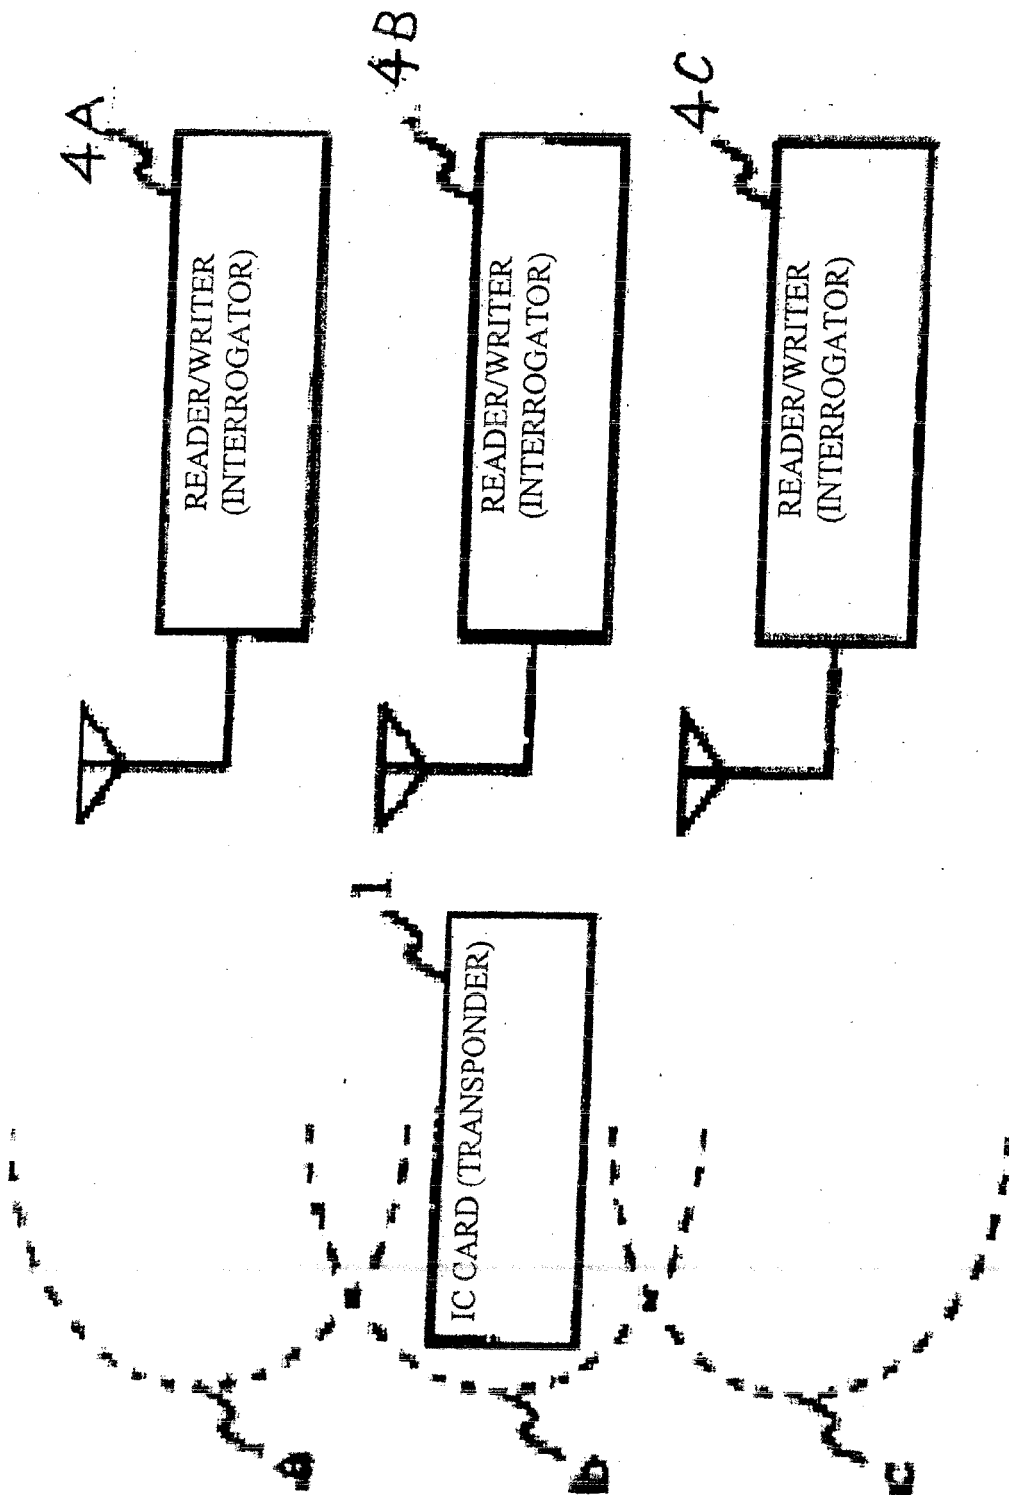 4A
READER/WRITER
(INTERROGATOR)
4B
READER/WRITER
(INTERROGATOR)
4C
READER/WRITER
(INTERROGATOR)
1
IC CARD (TRANSPONDER)
a
b
c